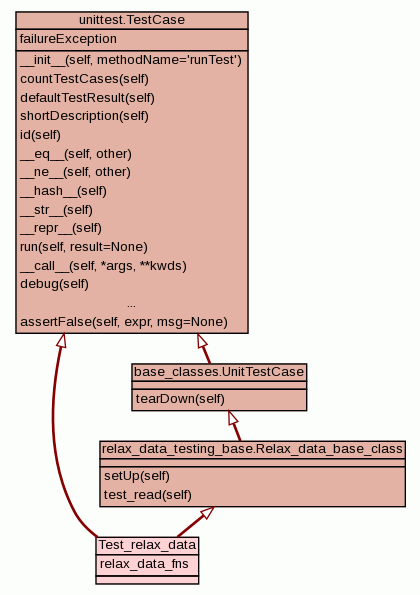 unittest.TestCase
failureException
__init__(self, methodName='runTest')
countTestCases(self)
defaultTestResult(self)
shortDescription(self)
id(self)
__eq__(self, other)
__ne__(self, other)
__hash__(self)
__str__(self)
__repr__(self)
run(self, result=None)
__call__(self, *args, **kwds)
debug(self)
...
assertFalse(self, expr, msg=None)
base_classes.UnitTestCase
tearDown(self)
relax_data_testing_base.Relax_data_base_class
setUp(self)
test_read(self)
Test_relax_data
relax_data_fns